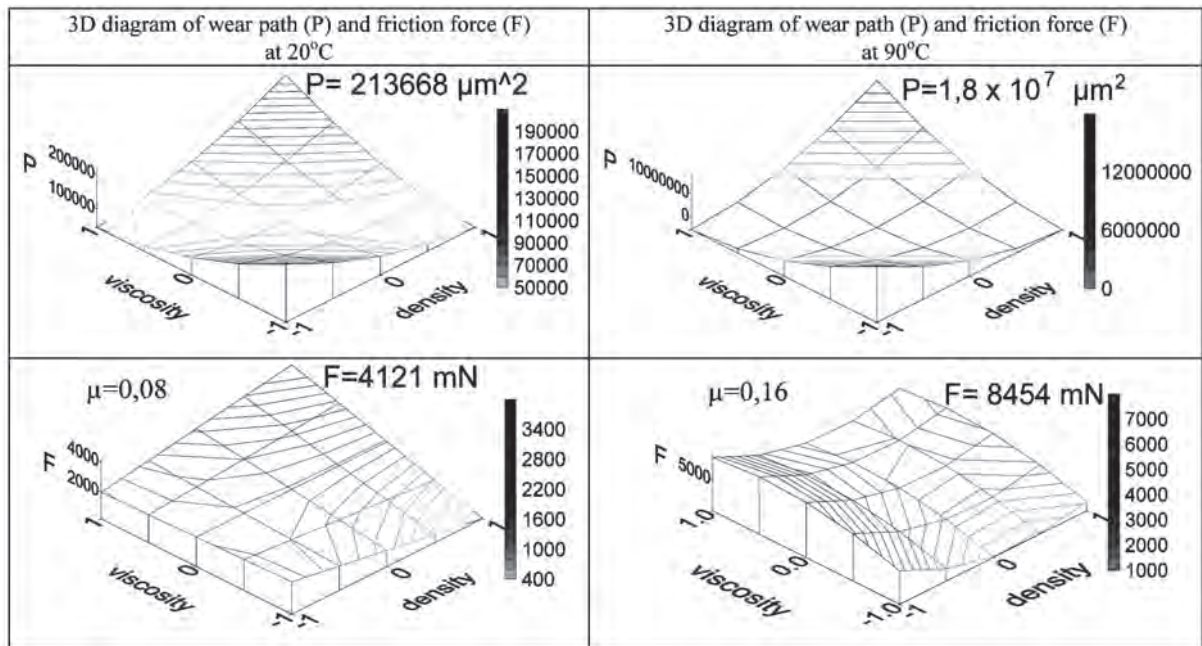 3D diagram of wear path (P) and friction force (F)
at 20°C
3D diagram of wear path (P) and friction force (F)
at 90°C
P= 213668 µm^2
190000
170000
150000
130000
110000
90000
70000
50000
P
200000
100000
1
0
-1
viscosity
-1
0
1
density
P=1,8 x 10⁷ µm²
12000000
6000000
0
P
10000000
0
1
0
-1
viscosity
-1
0
1
density
µ=0,08
F=4121 mN
3400
2800
2200
1600
1000
400
F
4000
2000
1
0
-1
viscosity
-1
0
1
density
µ=0,16
F= 8454 mN
7000
6000
5000
4000
3000
2000
1000
F
5000
1.0
0.0
-1.0
viscosity
-1
0
1
density